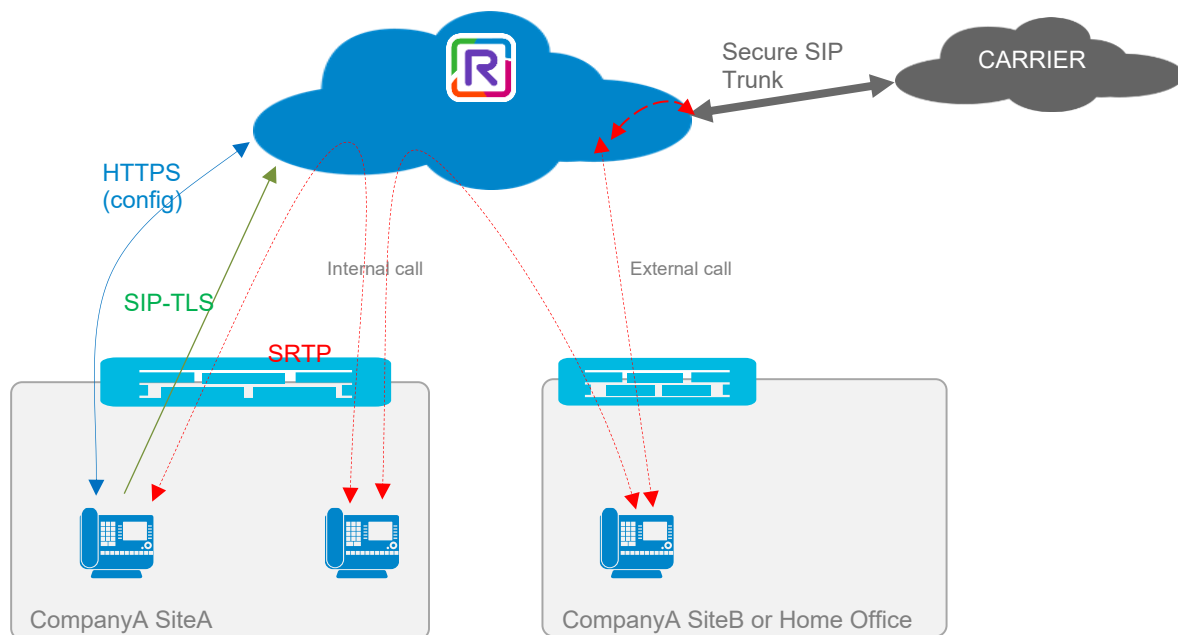 R
Secure SIP
Trunk
CARRIER
HTTPS
(config)
Internal call
External call
SIP-TLS
SRTP
CompanyA SiteA
CompanyA SiteB or Home Office